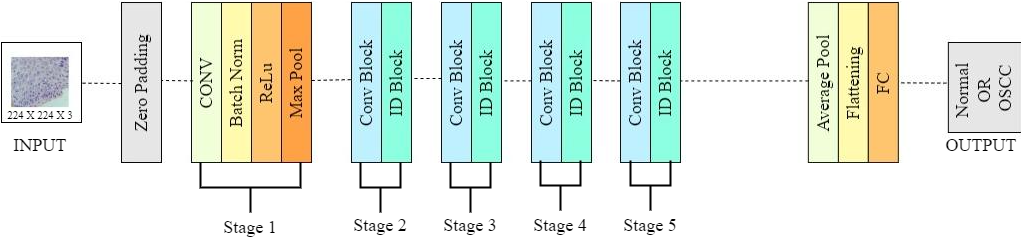 224 X 224 X 3
INPUT
Zero Padding
CONV
Batch Norm
ReLu
Max Pool
Stage 1
Conv Block
ID Block
Stage 2
Conv Block
ID Block
Stage 3
Conv Block
ID Block
Stage 4
Conv Block
ID Block
Stage 5
Average Pool
Flattening
FC
Normal
OR
OSCC
OUTPUT